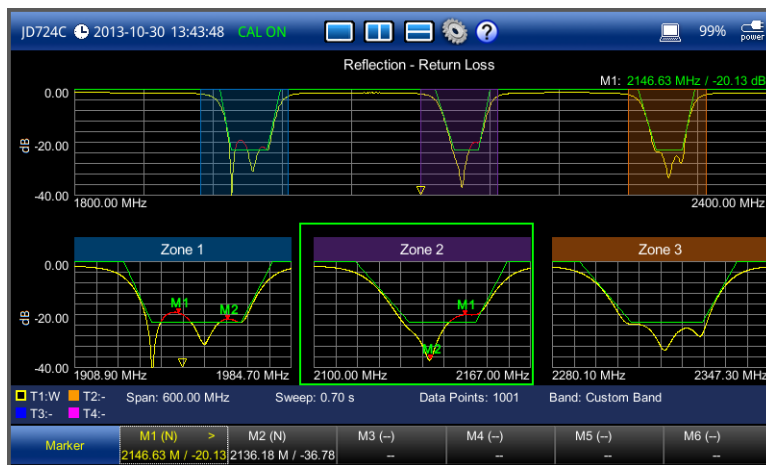 JD724C 2013-10-30 13:43:48 CAL ON ? 99% power
Reflection - Return Loss
M1: 2146.63 MHz / -20.13 dB
0.00
dB
-20.00
-40.00
1800.00 MHz 2400.00 MHz
Zone 1 Zone 2 Zone 3
0.00
M1 M2 M1
dB
-20.00
M2
-40.00
1908.90 MHz 1984.70 MHz 2100.00 MHz 2167.00 MHz 2280.10 MHz 2347.30 MHz
T1:W T2:- Span: 600.00 MHz Sweep: 0.70 s Data Points: 1001 Band: Custom Band
T3:- T4:-
Marker
M1 (N) > M2 (N) M3 (--) M4 (--) M5 (--) M6 (--)
2146.63 M / -20.13 2136.18 M / -36.78 -- -- -- --